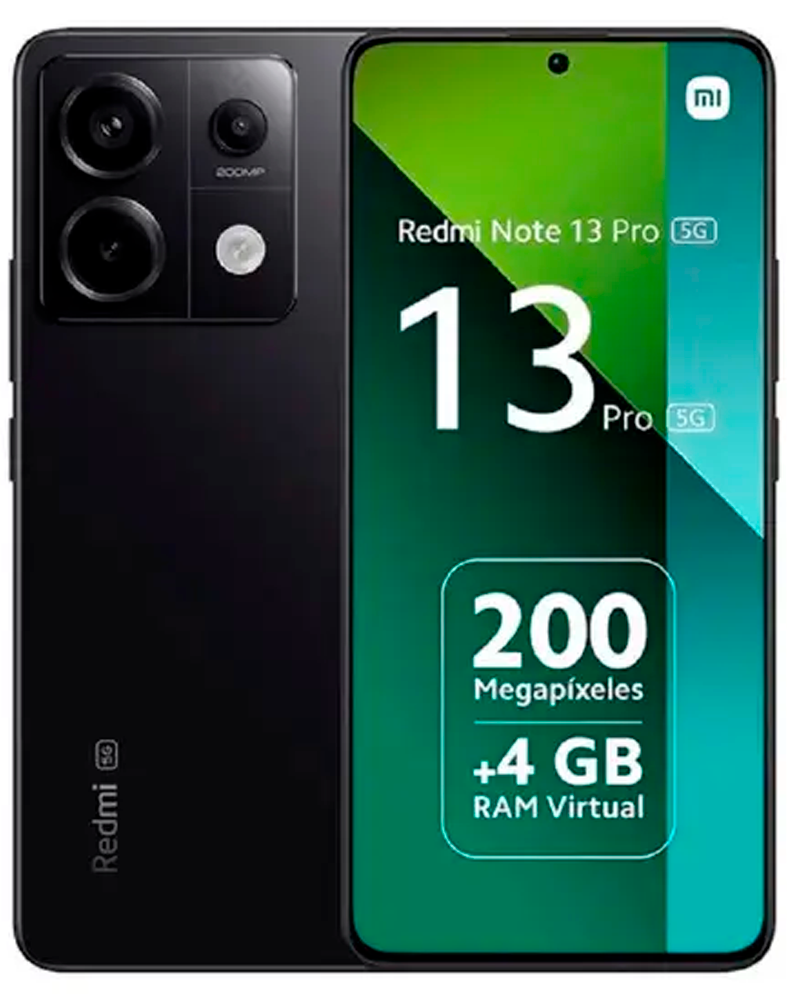 200MP
Redmi 5G
mi
Redmi Note 13 Pro 5G
13 Pro 5G
200
Megapíxeles
+4 GB
RAM Virtual